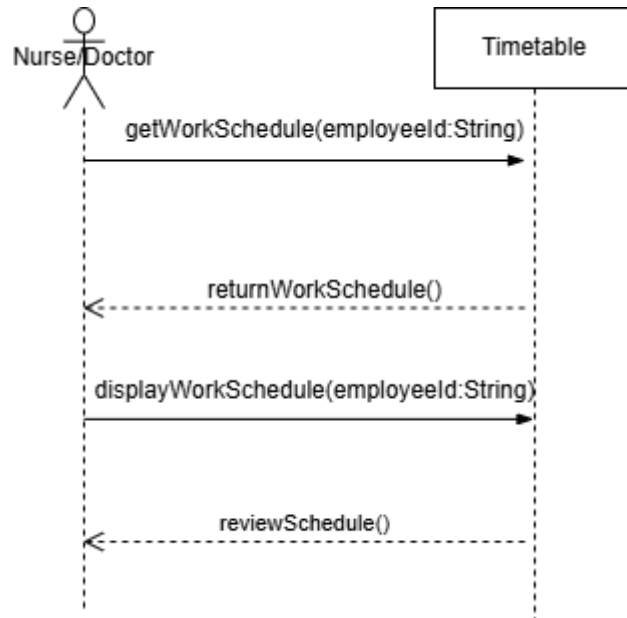 Nurse/Doctor
Timetable
getWorkSchedule(employeeId:String)
returnWorkSchedule()
displayWorkSchedule(employeeId:String)
reviewSchedule()